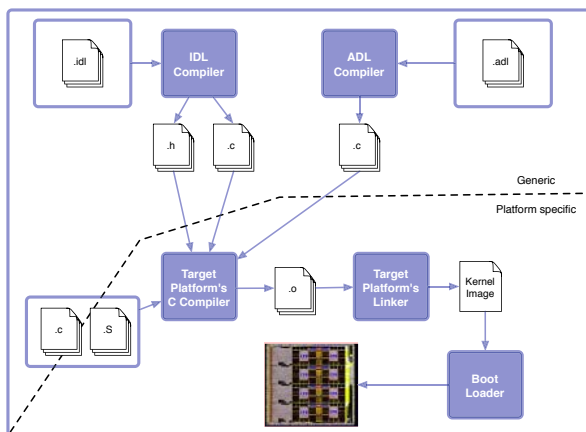 .idl
IDL
Compiler
ADL
Compiler
.adl
.h
.c
.c
Generic
Platform specific
Target
Platform's
C Compiler
.o
Target
Platform's
Linker
Kernel
Image
.c
.S
Boot
Loader